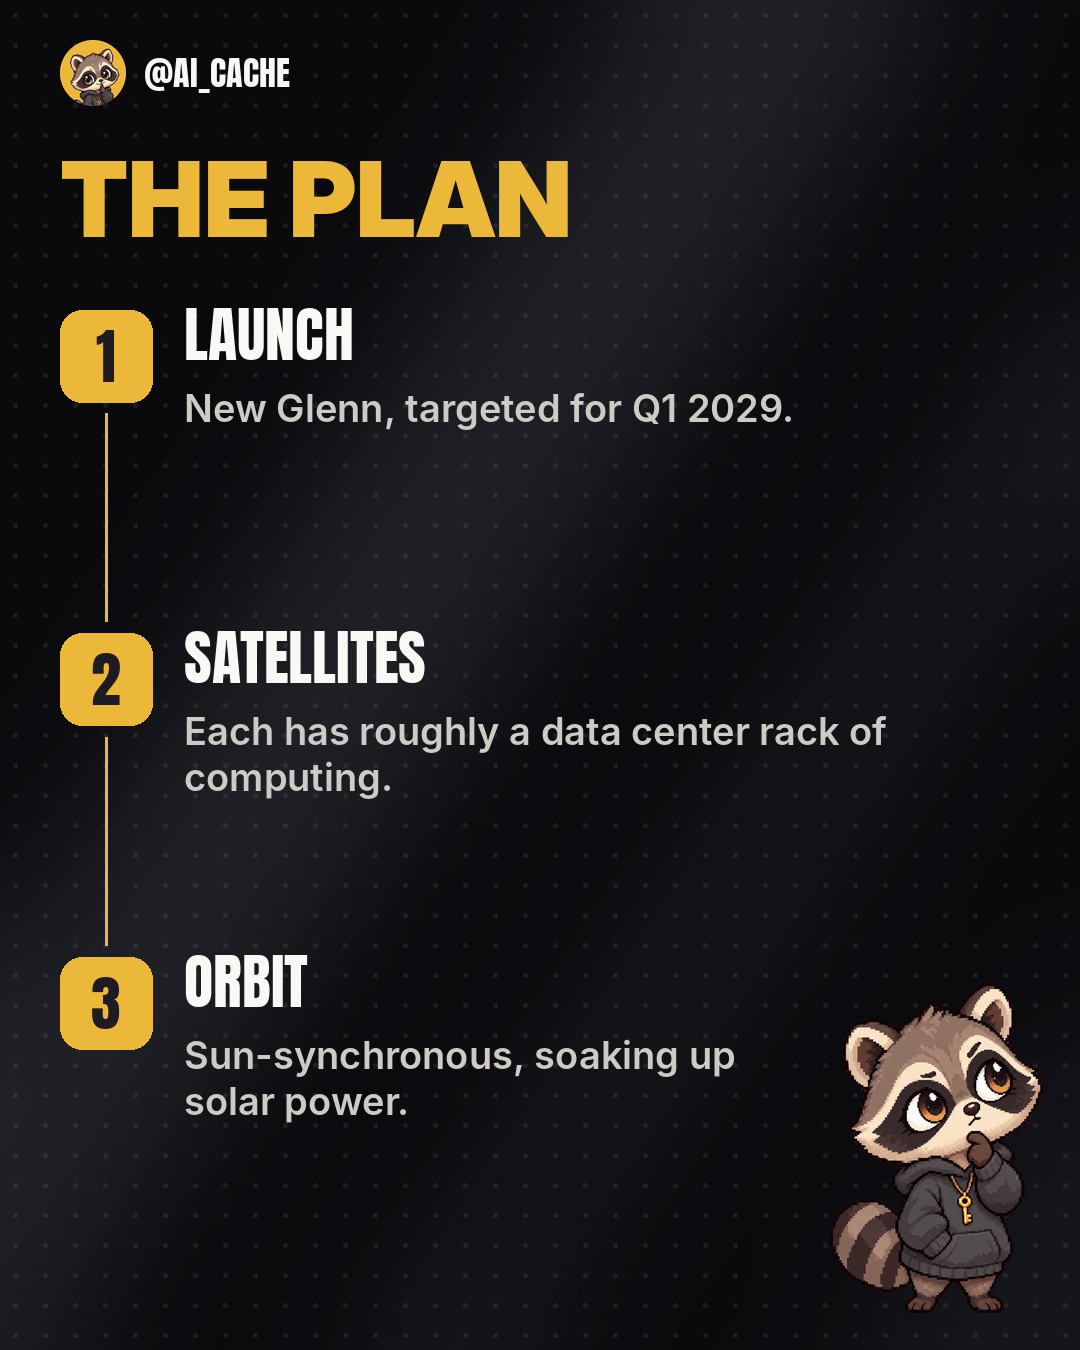 @AI_CACHE
THE PLAN
1
LAUNCH
New Glenn, targeted for Q1 2029.
2
SATELLITES
Each has roughly a data center rack of
computing.
3
ORBIT
Sun-synchronous, soaking up
solar power.